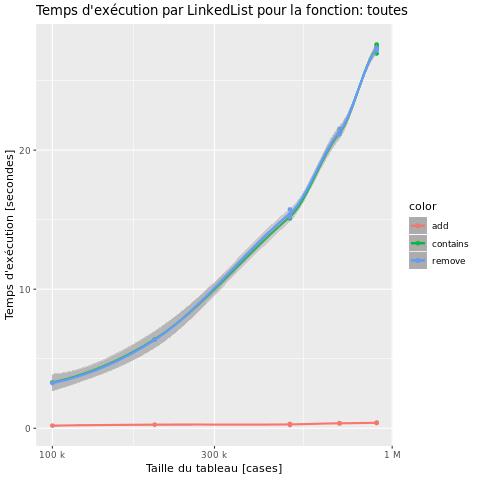 Temps d'exécution par LinkedList pour la fonction: toutes
Temps d'exécution [secondes]
20
10
0
100 k
300 k
1 M
Taille du tableau [cases]
color
add
contains
remove